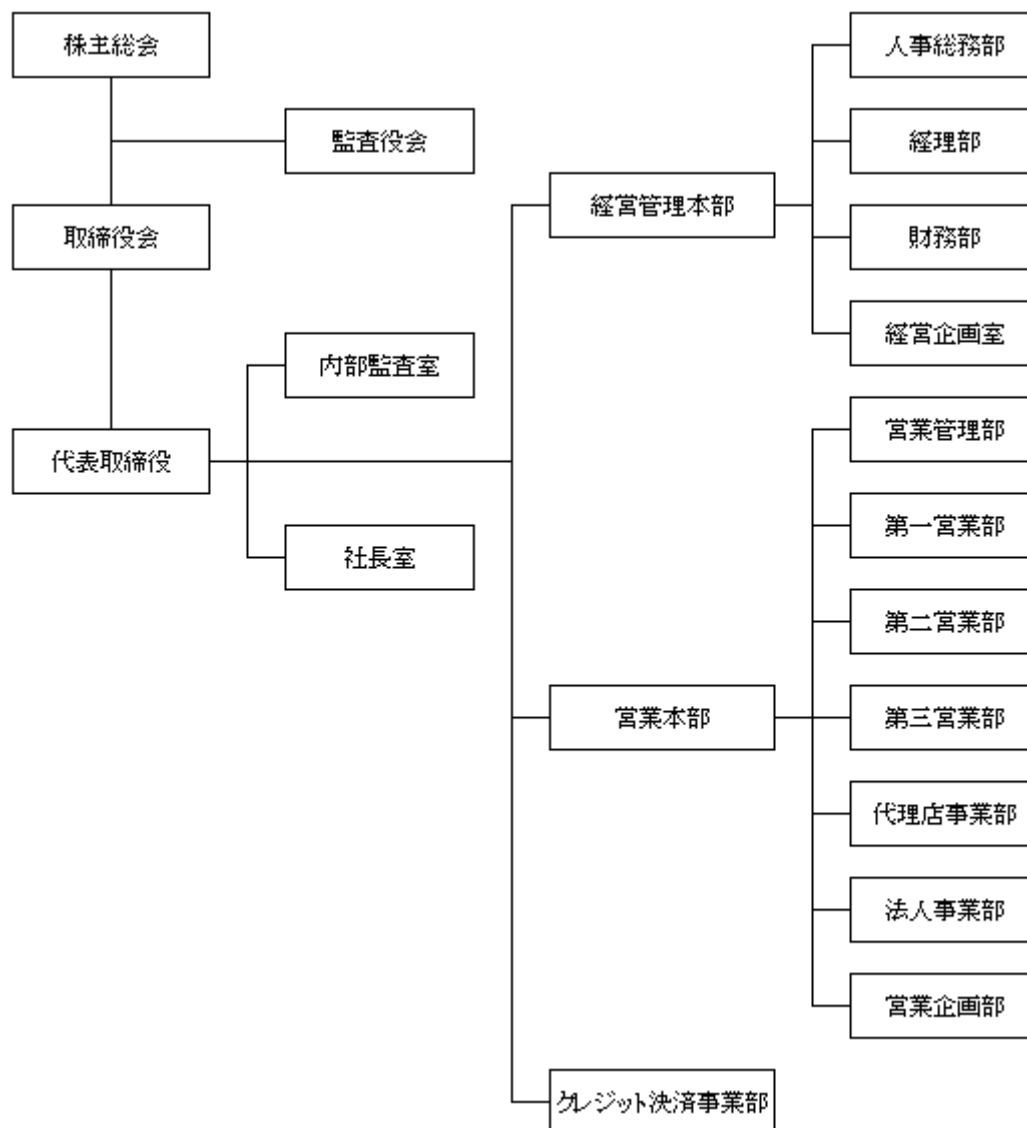 株主総会
監査役会
取締役会
内部監査室
代表取締役
社長室
経営管理本部
人事総務部
経理部
財務部
経営企画室
営業本部
営業管理部
第一営業部
第二営業部
第三営業部
代理店事業部
法人事業部
営業企画部
クレジット決済事業部